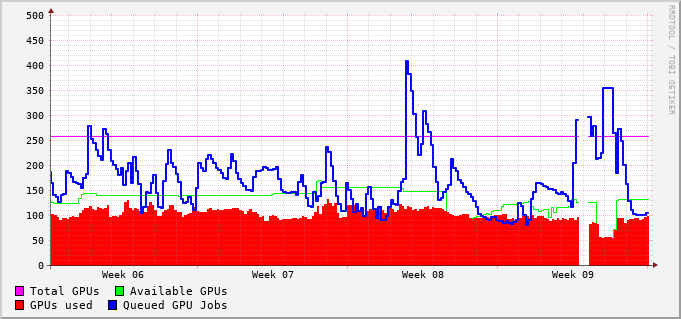 500
450
400
350
300
250
200
150
100
50
0
Week 06 Week 07 Week 08 Week 09
Total GPUs Available GPUs
GPUs used Queued GPU Jobs
RRDTOOL / TOBI OETIKER